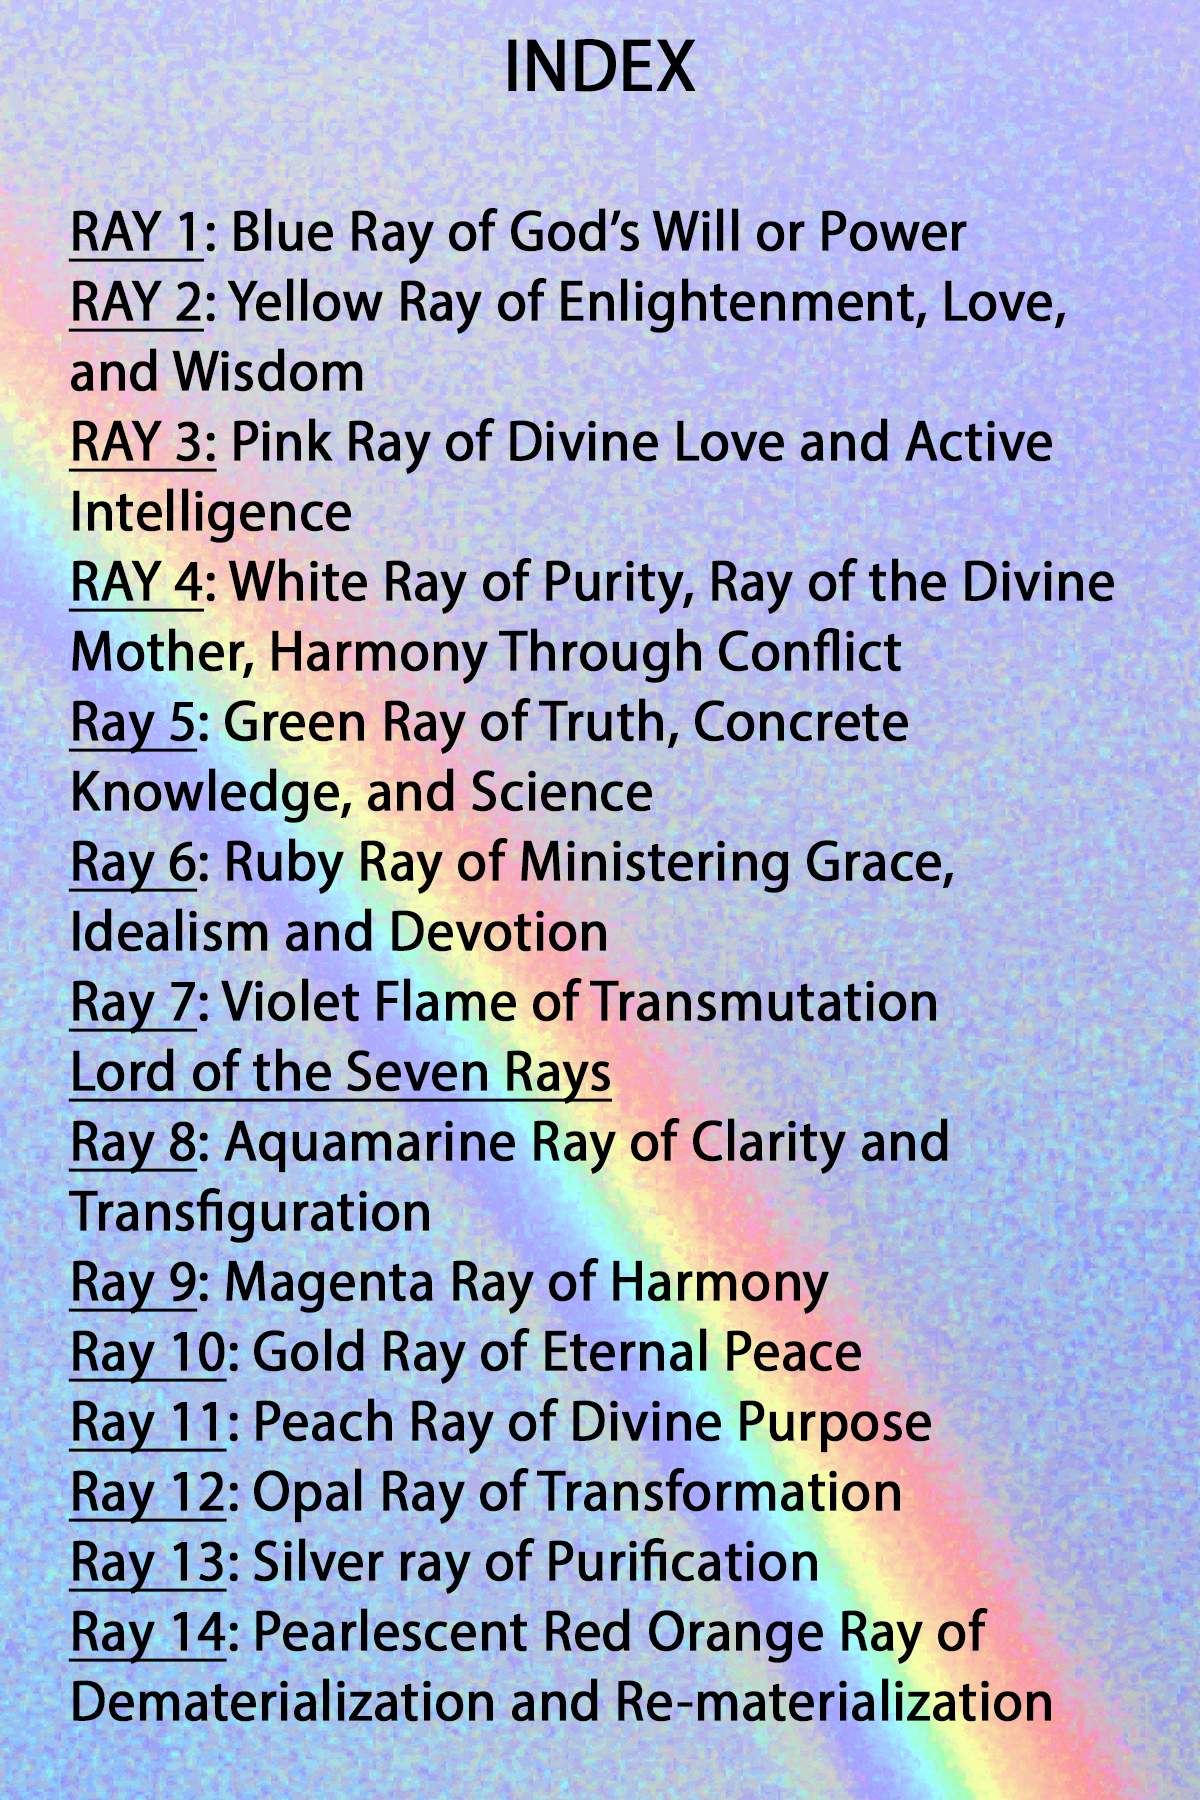 INDEX
RAY 1: Blue Ray of God’s Will or Power
RAY 2: Yellow Ray of Enlightenment, Love,
and Wisdom
RAY 3: Pink Ray of Divine Love and Active
Intelligence
RAY 4: White Ray of Purity, Ray of the Divine
Mother, Harmony Through Conflict
Ray 5: Green Ray of Truth, Concrete
Knowledge, and Science
Ray 6: Ruby Ray of Ministering Grace,
Idealism and Devotion
Ray 7: Violet Flame of Transmutation
Lord of the Seven Rays
Ray 8: Aquamarine Ray of Clarity and
Transfiguration
Ray 9: Magenta Ray of Harmony
Ray 10: Gold Ray of Eternal Peace
Ray 11: Peach Ray of Divine Purpose
Ray 12: Opal Ray of Transformation
Ray 13: Silver ray of Purification
Ray 14: Pearlescent Red Orange Ray of
Dematerialization and Re-materialization